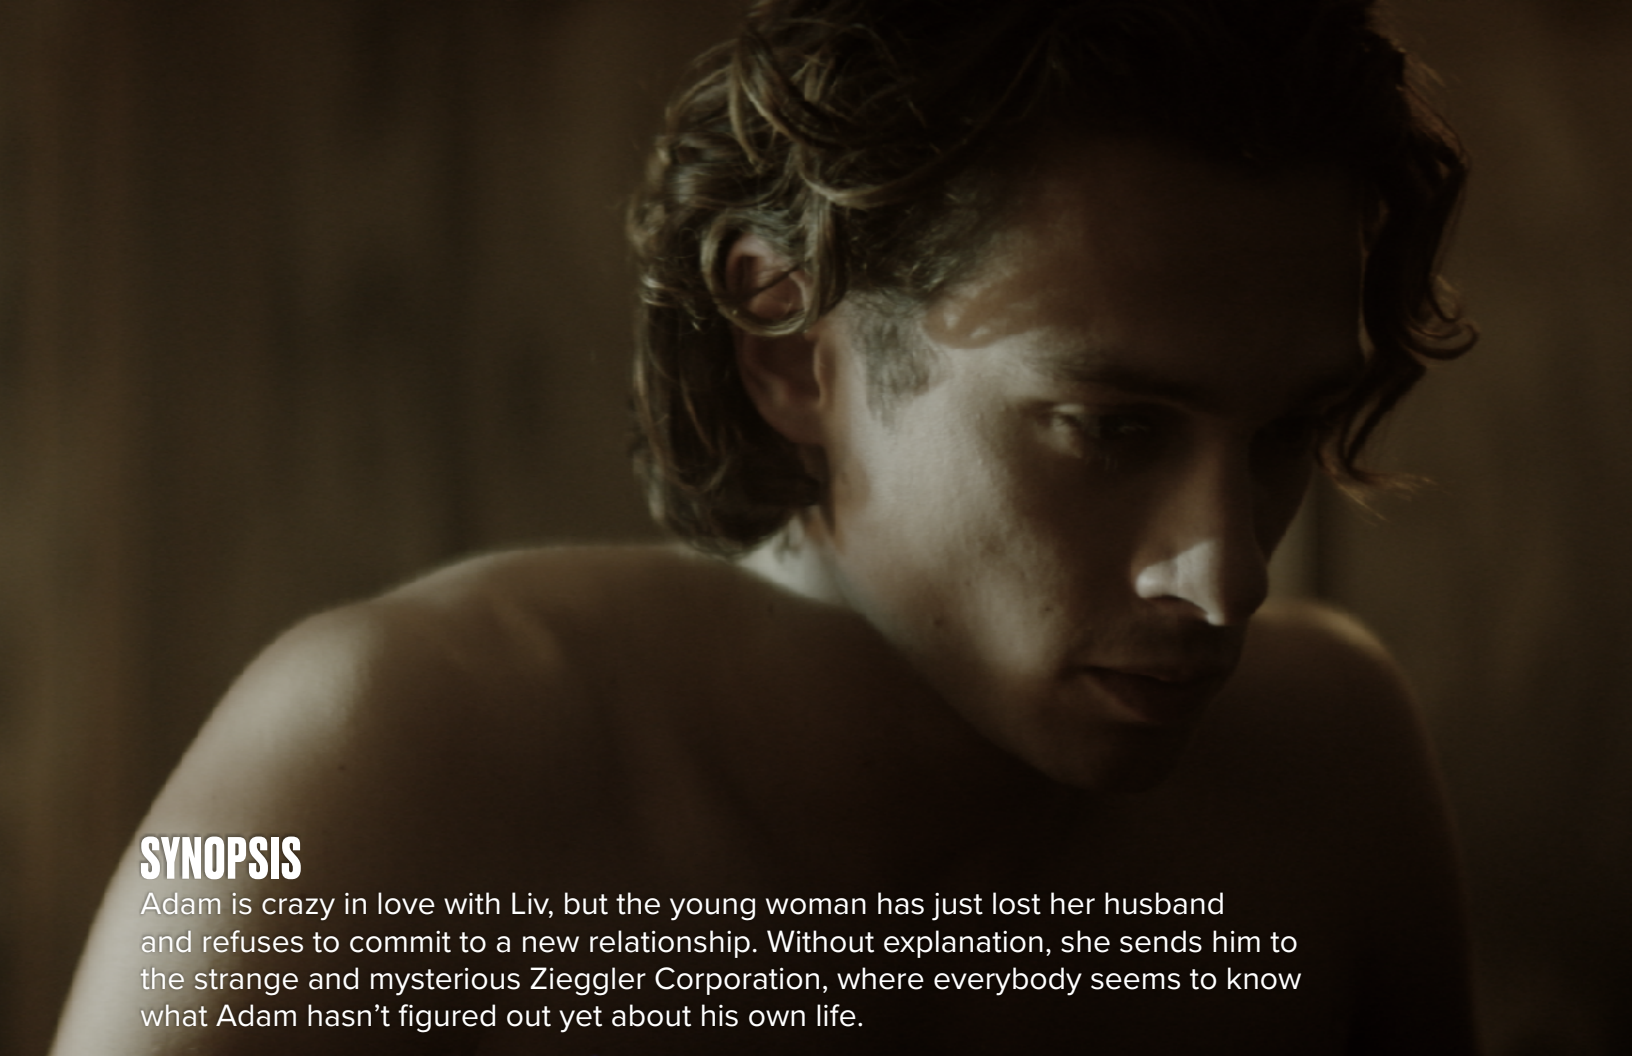 SYNOPSIS
Adam is crazy in love with Liv, but the young woman has just lost her husband
and refuses to commit to a new relationship. Without explanation, she sends him to
the strange and mysterious Zieggler Corporation, where everybody seems to know
what Adam hasn’t figured out yet about his own life.